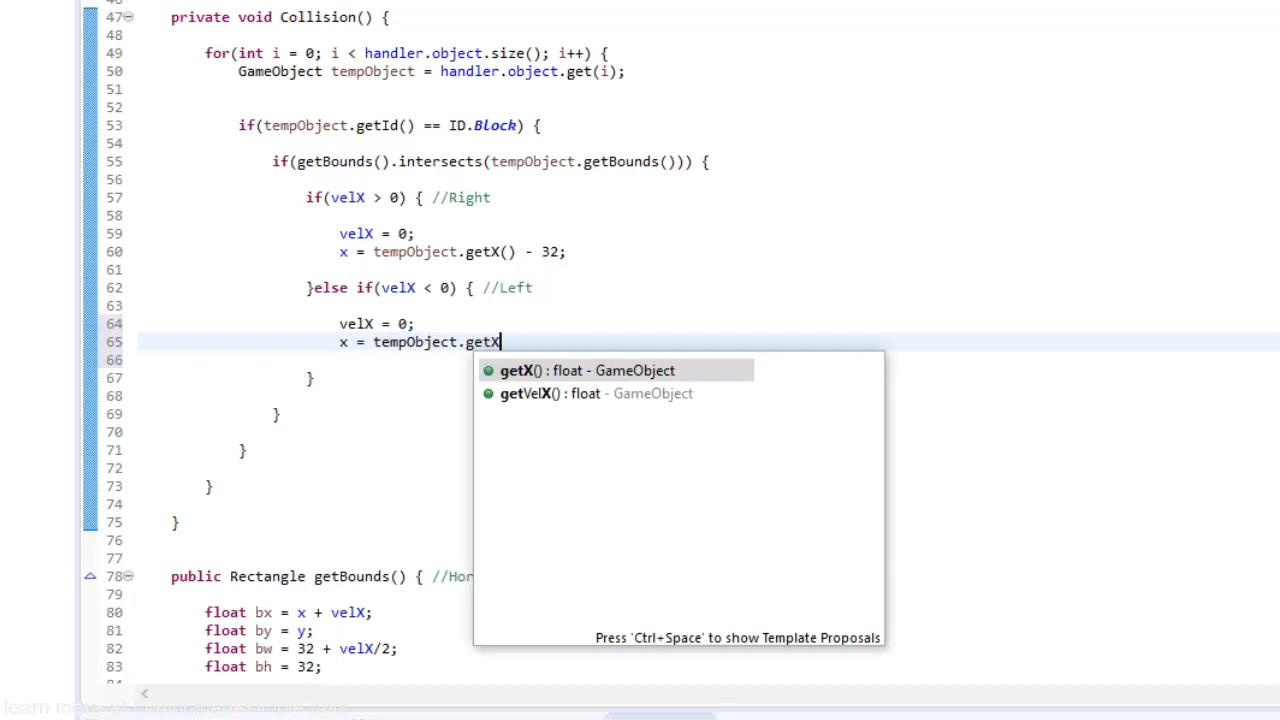 47 private void Collision() {
48
49 for(int i = 0; i < handler.object.size(); i++) {
50 GameObject tempObject = handler.object.get(i);
51
52
53 if(tempObject.getId() == ID.Block) {
54
55 if(getBounds().intersects(tempObject.getBounds())) {
56
57 if(velX > 0) { //Right
58
59 velX = 0;
60 x = tempObject.getX() - 32;
61
62 }else if(velX < 0) { //Left
63
64 velX = 0;
65 x = tempObject.getX
66
getX() : float - GameObject
67 }
getVelX() : float - GameObject
68
69 }
70
71 }
72
73 }
74
75 }
76
77
78 public Rectangle getBounds() { //Hor
79
80 float bx = x + velX;
81 float by = y;
Press 'Ctrl+Space' to show Template Proposals
82 float bw = 32 + velX/2;
83 float bh = 32;
learn more at